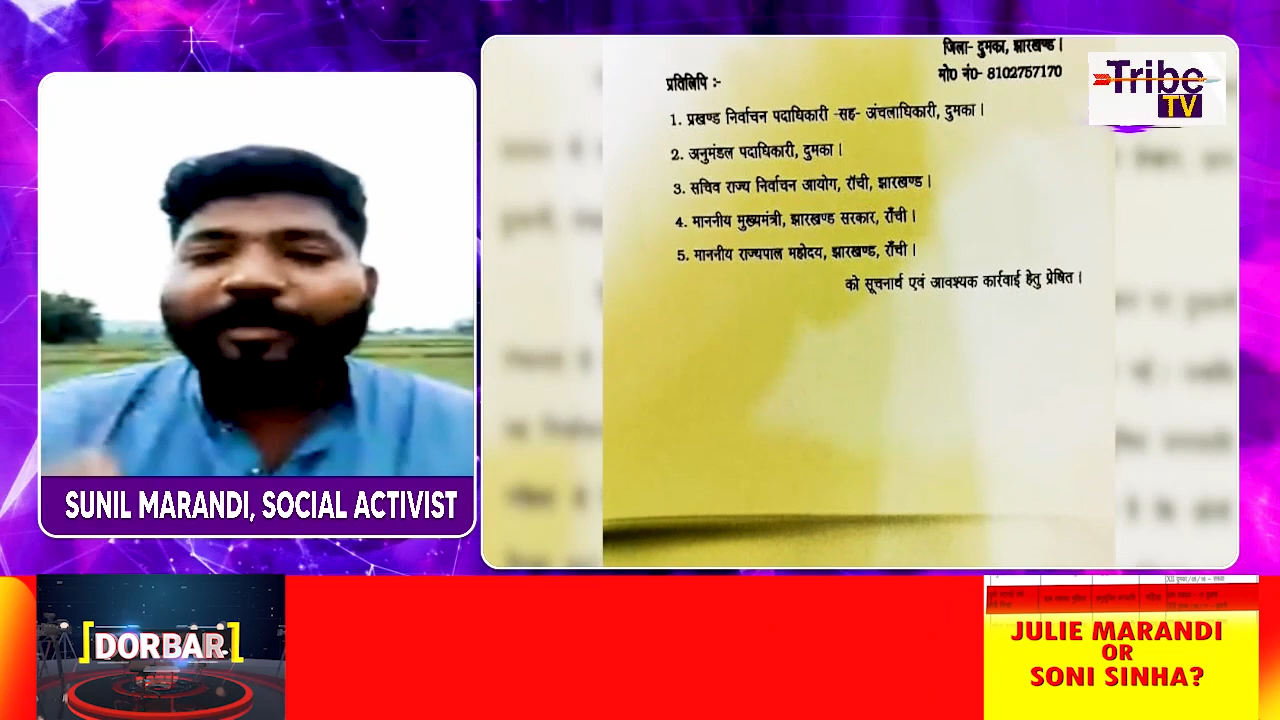 जिला- दुमका, झारखण्ड।
मो0 नं0- 8102757170
प्रतिलिपि :-
1. प्रखण्ड निर्वाचन पदाधिकारी -सह- अंचलाधिकारी, दुमका।
2. अनुमंडल पदाधिकारी, दुमका।
3. सचिव राज्य निर्वाचन आयोग, राँची, झारखण्ड।
4. माननीय मुख्यमंत्री, झारखण्ड सरकार, राँची।
5. माननीय राज्यपाल महोदय, झारखण्ड, राँची।
को सूचनार्थ एवं आवश्यक कार्रवाई हेतु प्रेषित।
Tribe
TV
SUNIL MARANDI, SOCIAL ACTIVIST
[DORBAR]
JULIE MARANDI
OR
SONI SINHA?